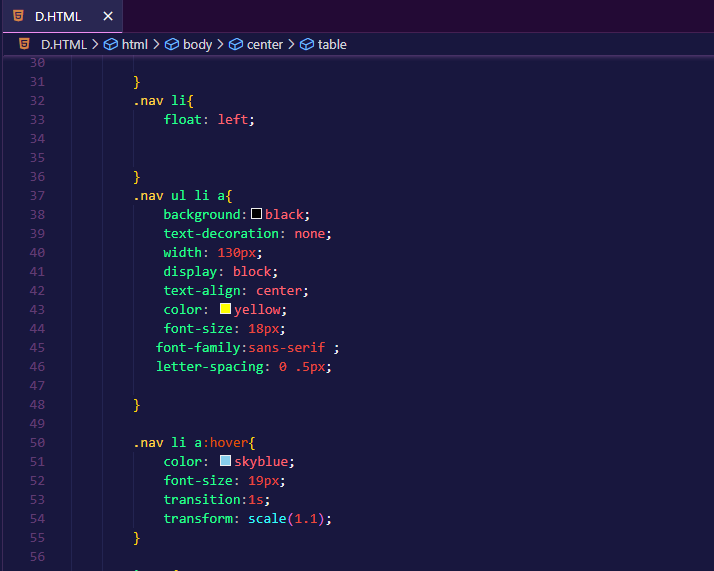 D.HTML ×
D.HTML > html > body > center > table
30
31 }
32 .nav li{
33 float: left;
34
35
36 }
37 .nav ul li a{
38 background: black;
39 text-decoration: none;
40 width: 130px;
41 display: block;
42 text-align: center;
43 color: yellow;
44 font-size: 18px;
45 font-family:sans-serif ;
46 letter-spacing: 0 .5px;
47
48 }
49
50 .nav li a:hover{
51 color: skyblue;
52 font-size: 19px;
53 transition:1s;
54 transform: scale(1.1);
55 }
56